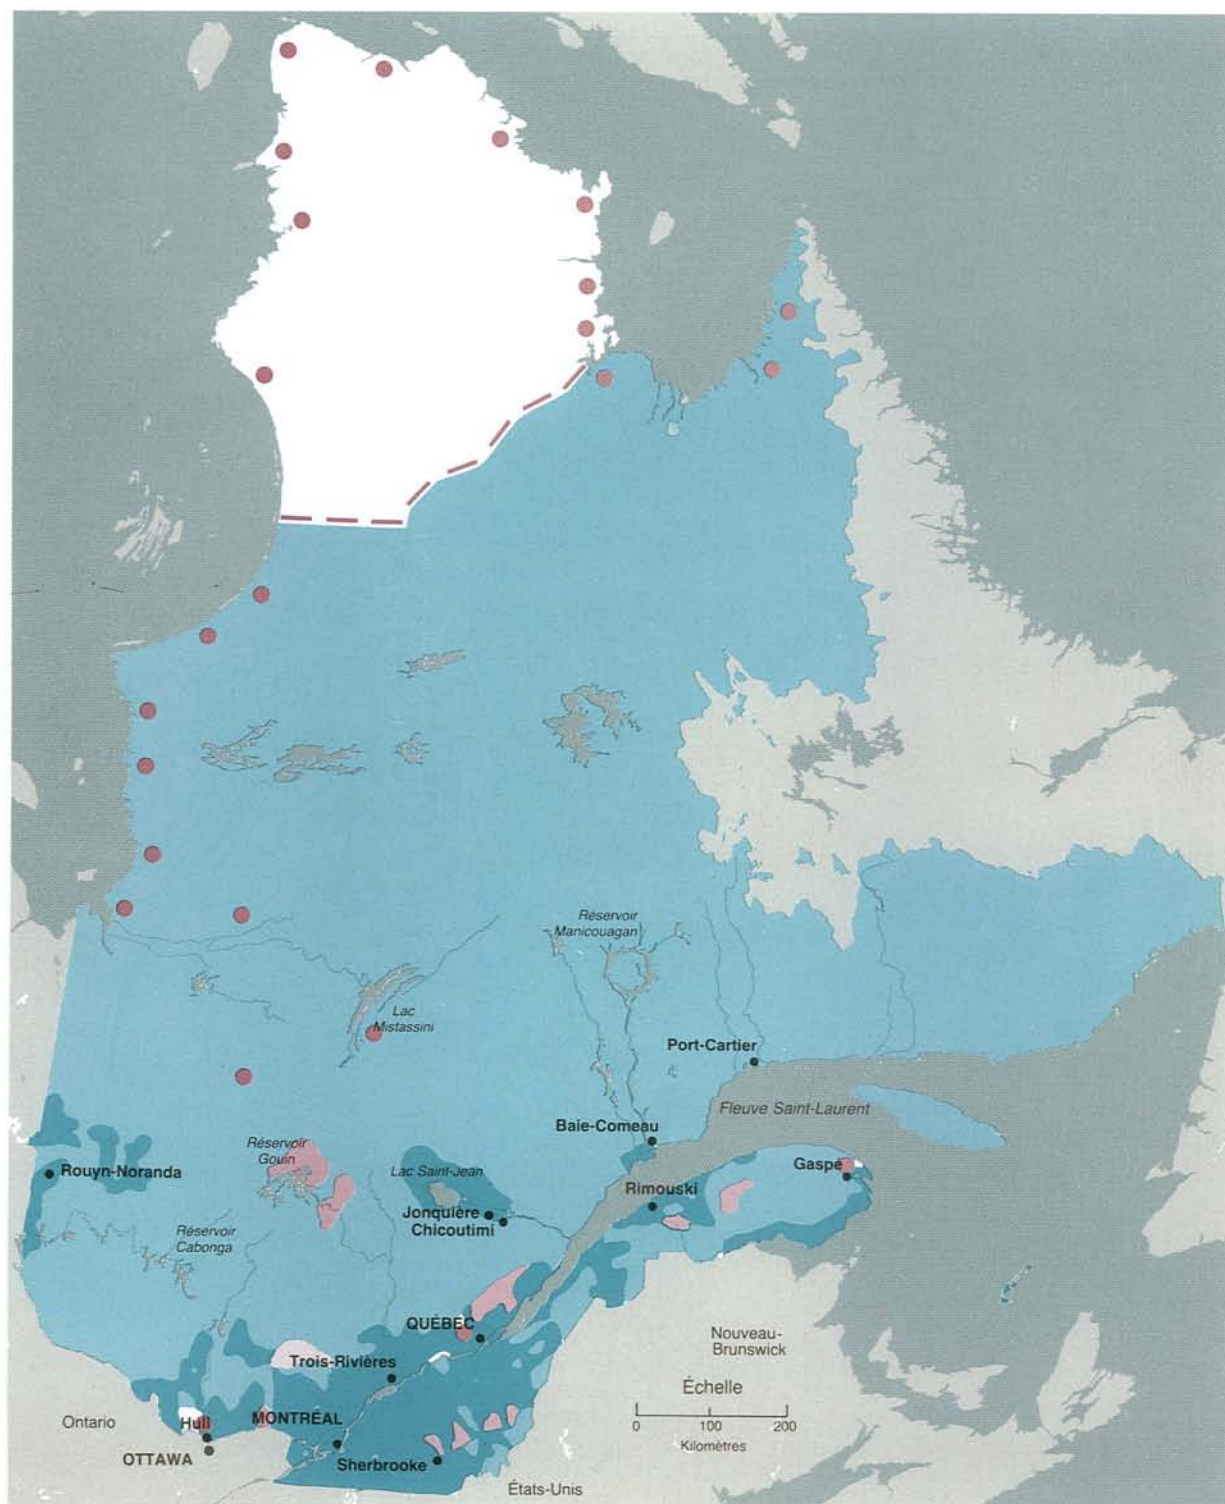 Réservoir
Manicouagan
Lac
Mistassini
Port-Cartier
Fleuve Saint-Laurent
Baie-Comeau
Réservoir
Gouin
Rouyn-Noranda
Lac Saint-Jean
Gaspé
Rimouski
Jonquière
Chicoutimi
Réservoir
Cabonga
QUÉBEC
Nouveau-
Brunswick
Trois-Rivières
Échelle
0 100 200
Kilomètres
Ontario
Hull
MONTRÉAL
OTTAWA
Sherbrooke
États-Unis